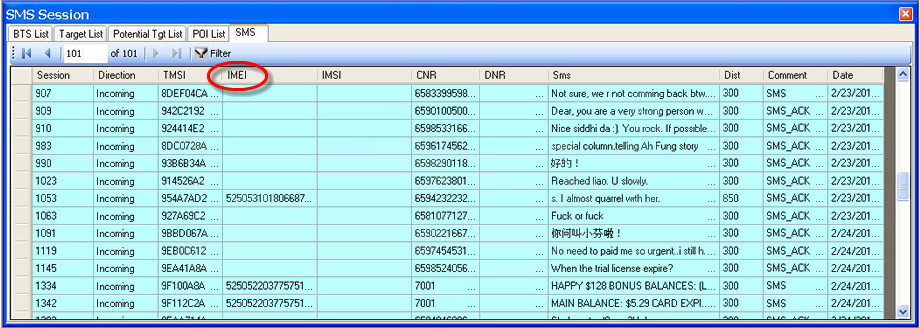 SMS Session
BTS List Target List Potential Tgt List POI List SMS
101 of 101 Filter
Session Direction TMSI IMEI IMSI CNR DNR Sms Dist Comment Date
907 Incoming 8DEF04CA ... 6583399598... ... Not sure, we r not comming back btw.... 300 SMS ... 2/23/201...
909 Incoming 942C2192 ... 6590100500... ... Dear, you are a very strong person w... 300 SMS_ACK ... 2/23/201...
910 Incoming 924414E2 ... 6598533166... ... Nice siddhi da :). You rock. If possible... 300 SMS_ACK ... 2/23/201...
983 Incoming 8DC0728A ... 6596174562... ... special column,telling Ah Fung story ... 300 SMS_ACK ... 2/23/201...
990 Incoming 93B6B34A ... 6598290118... ... 好的！ ... 300 SMS_ACK ... 2/23/201...
1023 Incoming 914526A2 ... 6597623801... ... Reached liao. U slowly. ... 300 SMS_ACK ... 2/23/201...
1053 Incoming 954A7AD2 ... 525053101806687... 6594232232... ... s. I almost quarrel with her. ... 850 SMS_ACK ... 2/23/201...
1063 Incoming 927A69C2 ... 6581077127... ... Fuck or fuck ... 300 SMS_ACK ... 2/23/201...
1091 Incoming 9BBD067A... 6590221667... ... 你问叫小芬啦！ ... 300 SMS_ACK ... 2/24/201...
1119 Incoming 9EB0C612 ... 6597454531... ... No need to paid me so urgent..i still h... 300 SMS_ACK ... 2/24/201...
1145 Incoming 9EA41A8A ... 6598524056... ... When the trial license expire? ... 300 SMS_ACK ... 2/24/201...
1334 Incoming 9F100A8A ... 525052203775751... 7001 ... HAPPY $128 BONUS BALANCES: (L... 300 SMS ... 2/24/201...
1342 Incoming 9F112C2A ... 525052203775751... 7001 ... MAIN BALANCE: $5.29 CARD EXPI... 300 SMS ... 2/24/201...